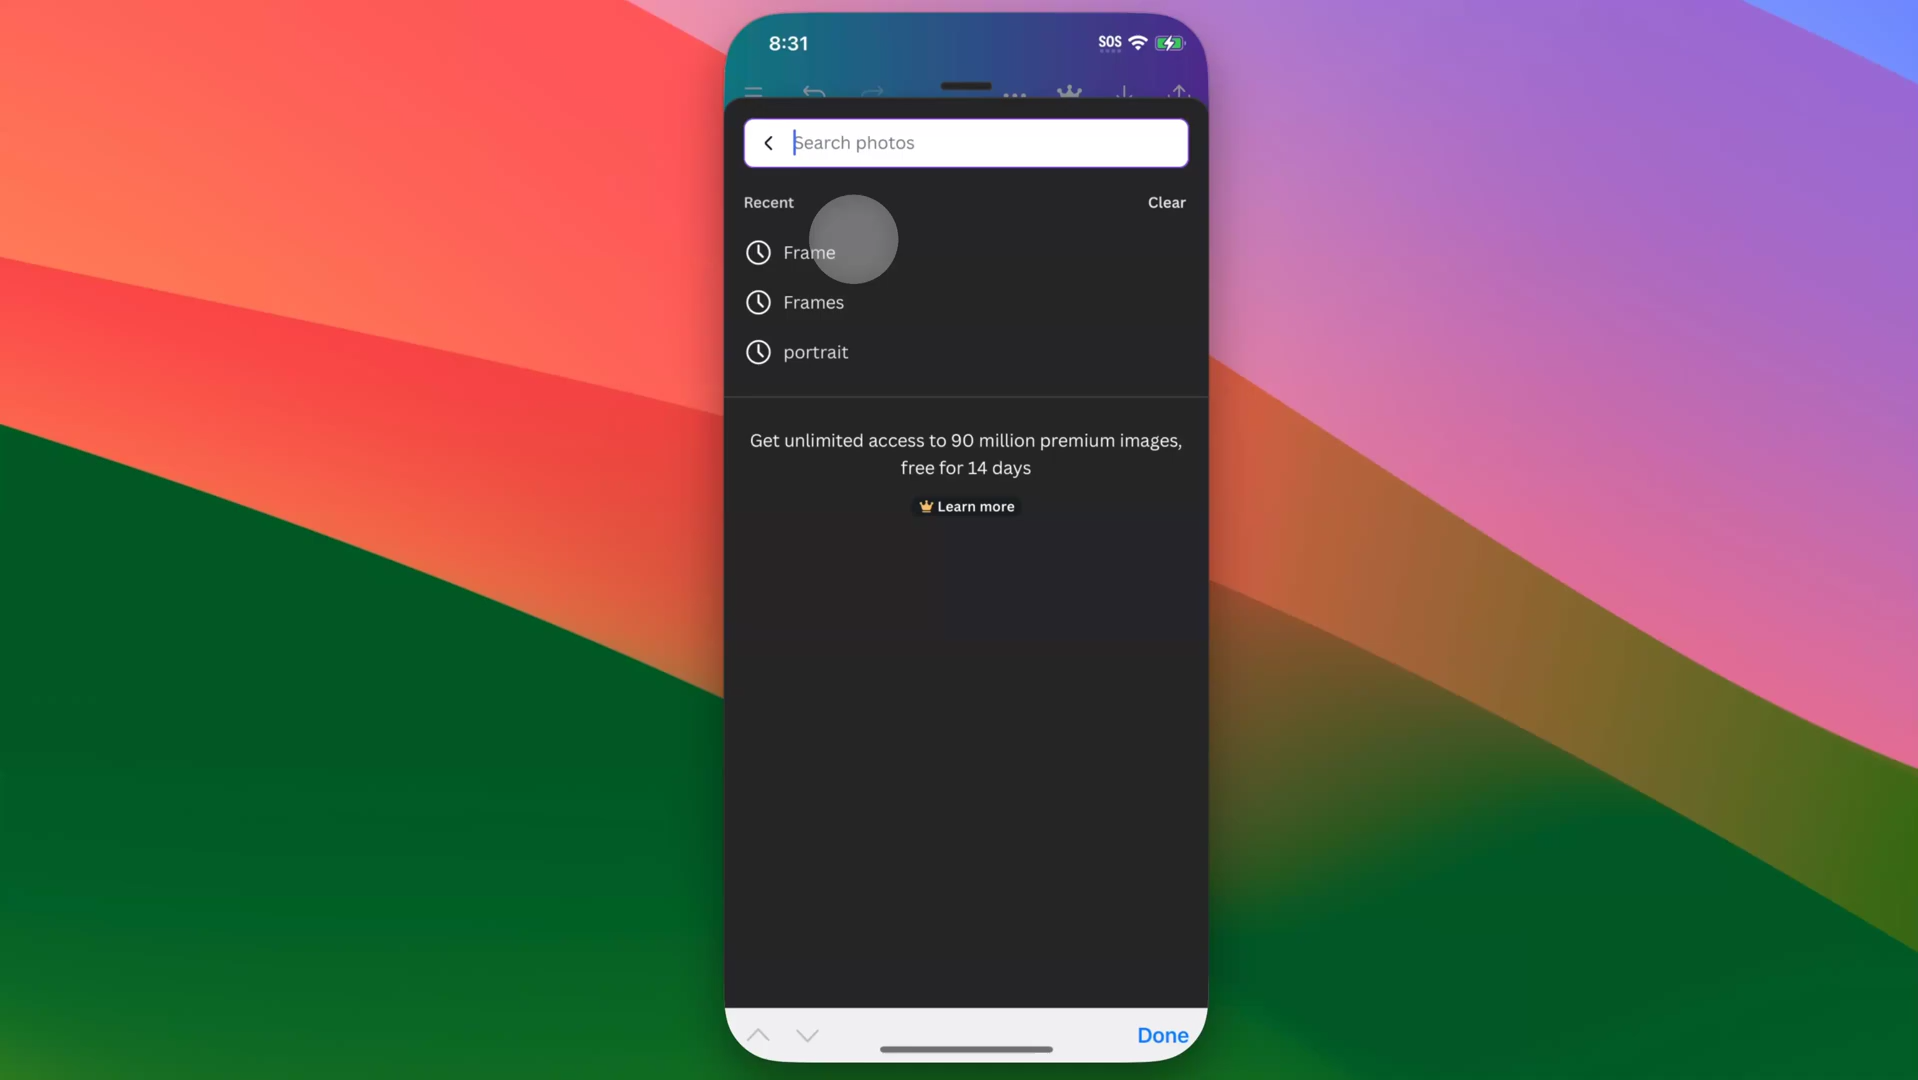 8:31
SOS
Search photos
Recent
Clear
Frame
Frames
portrait
Get unlimited access to 90 million premium images,
free for 14 days
Learn more
Done